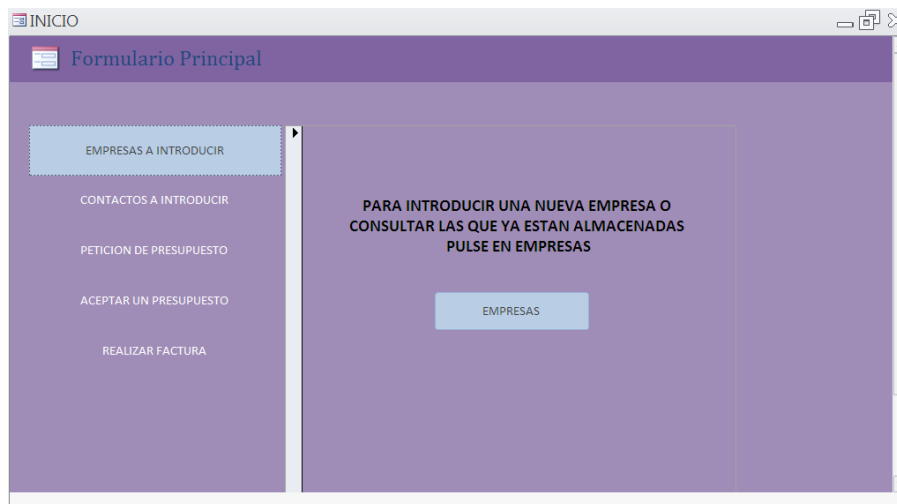 INICIO
Formulario Principal
EMPRESAS A INTRODUCIR
CONTACTOS A INTRODUCIR
PETICION DE PRESUPUESTO
ACEPTAR UN PRESUPUESTO
REALIZAR FACTURA
PARA INTRODUCIR UNA NUEVA EMPRESA O
CONSULTAR LAS QUE YA ESTAN ALMACENADAS
PULSE EN EMPRESAS
EMPRESAS